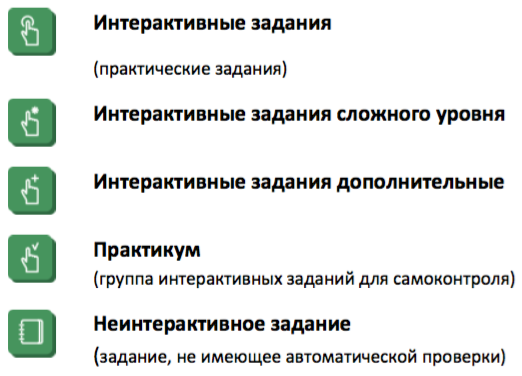 Интерактивные задания
(практические задания)
Интерактивные задания сложного уровня
Интерактивные задания дополнительные
Практикум
(группа интерактивных заданий для самоконтроля)
Неинтерактивное задание
(задание, не имеющее автоматической проверки)